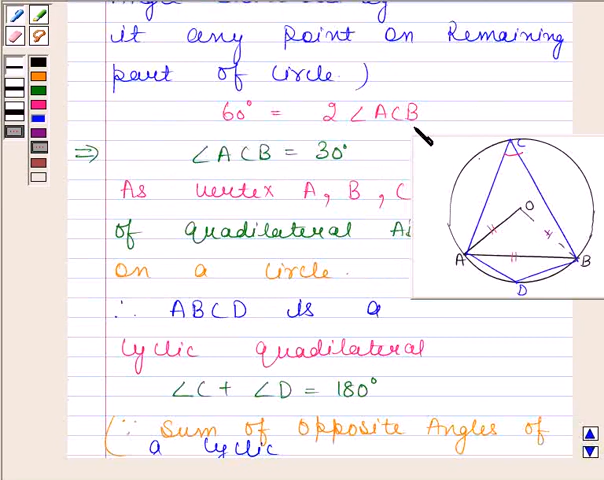 it any point on Remaining
part of circle.)
60° = 2 ∠ACB
⇒ ∠ACB = 30°
As vertex A, B, C
of quadilateral
on a circle.
∴ ABCD is a
cyclic quadilateral
∠C + ∠D = 180°
(∵ Sum of Opposite Angles of
a cyclic
C
O
A
B
D